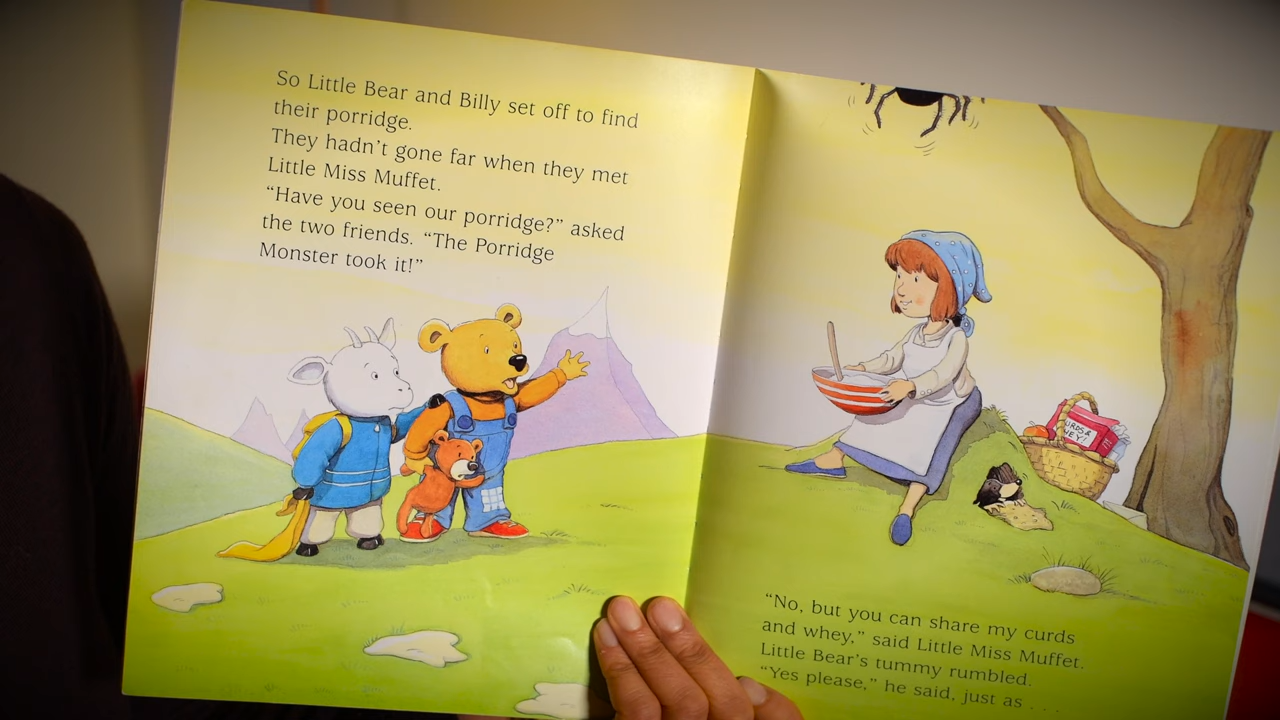 So Little Bear and Billy set off to find
their porridge.
They hadn't gone far when they met
Little Miss Muffet.
"Have you seen our porridge?" asked
the two friends. "The Porridge
Monster took it!"
"No, but you can share my curds
and whey," said Little Miss Muffet.
Little Bear's tummy rumbled.
"Yes please," he said, just as . . .